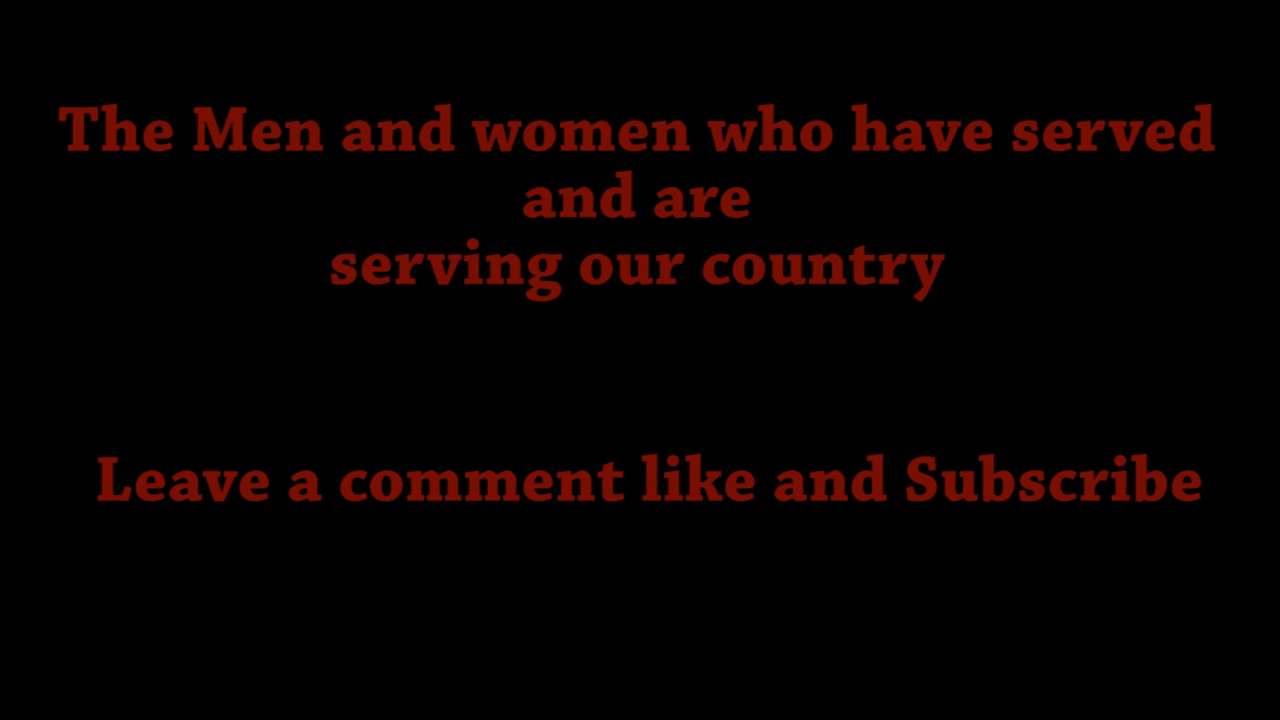 The Men and women who have served
and are
serving our country
Leave a comment like and Subscribe